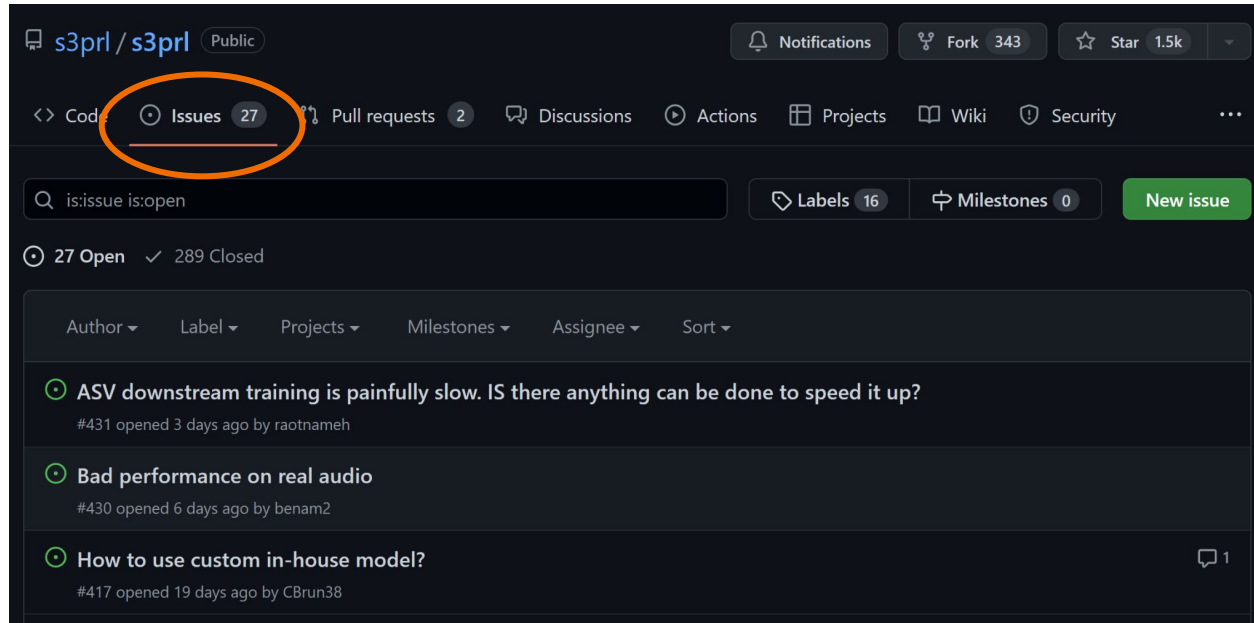 s3prl / s3prl Public Notifications Fork 343 Star 1.5k
Code Issues 27 Pull requests 2 Discussions Actions Projects Wiki Security ...
is:issue is:open Labels 16 Milestones 0 New issue
27 Open 289 Closed
Author Label Projects Milestones Assignee Sort
ASV downstream training is painfully slow. IS there anything can be done to speed it up?
#431 opened 3 days ago by raotnameh
Bad performance on real audio
#430 opened 6 days ago by benam2
How to use custom in-house model? 1
#417 opened 19 days ago by CBrun38